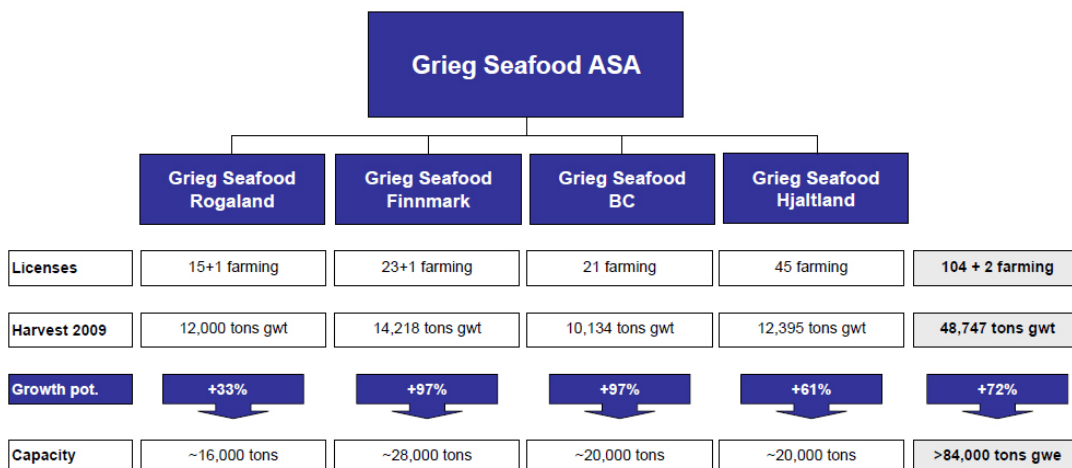 Grieg Seafood ASA
Grieg Seafood
Rogaland
Grieg Seafood
Finnmark
Grieg Seafood
BC
Grieg Seafood
Hjaltland
Licenses
15+1 farming
23+1 farming
21 farming
45 farming
104 + 2 farming
Harvest 2009
12,000 tons gwt
14,218 tons gwt
10,134 tons gwt
12,395 tons gwt
48,747 tons gwt
Growth pot.
+33%
+97%
+97%
+61%
+72%
Capacity
~16,000 tons
~28,000 tons
~20,000 tons
~20,000 tons
>84,000 tons gwe